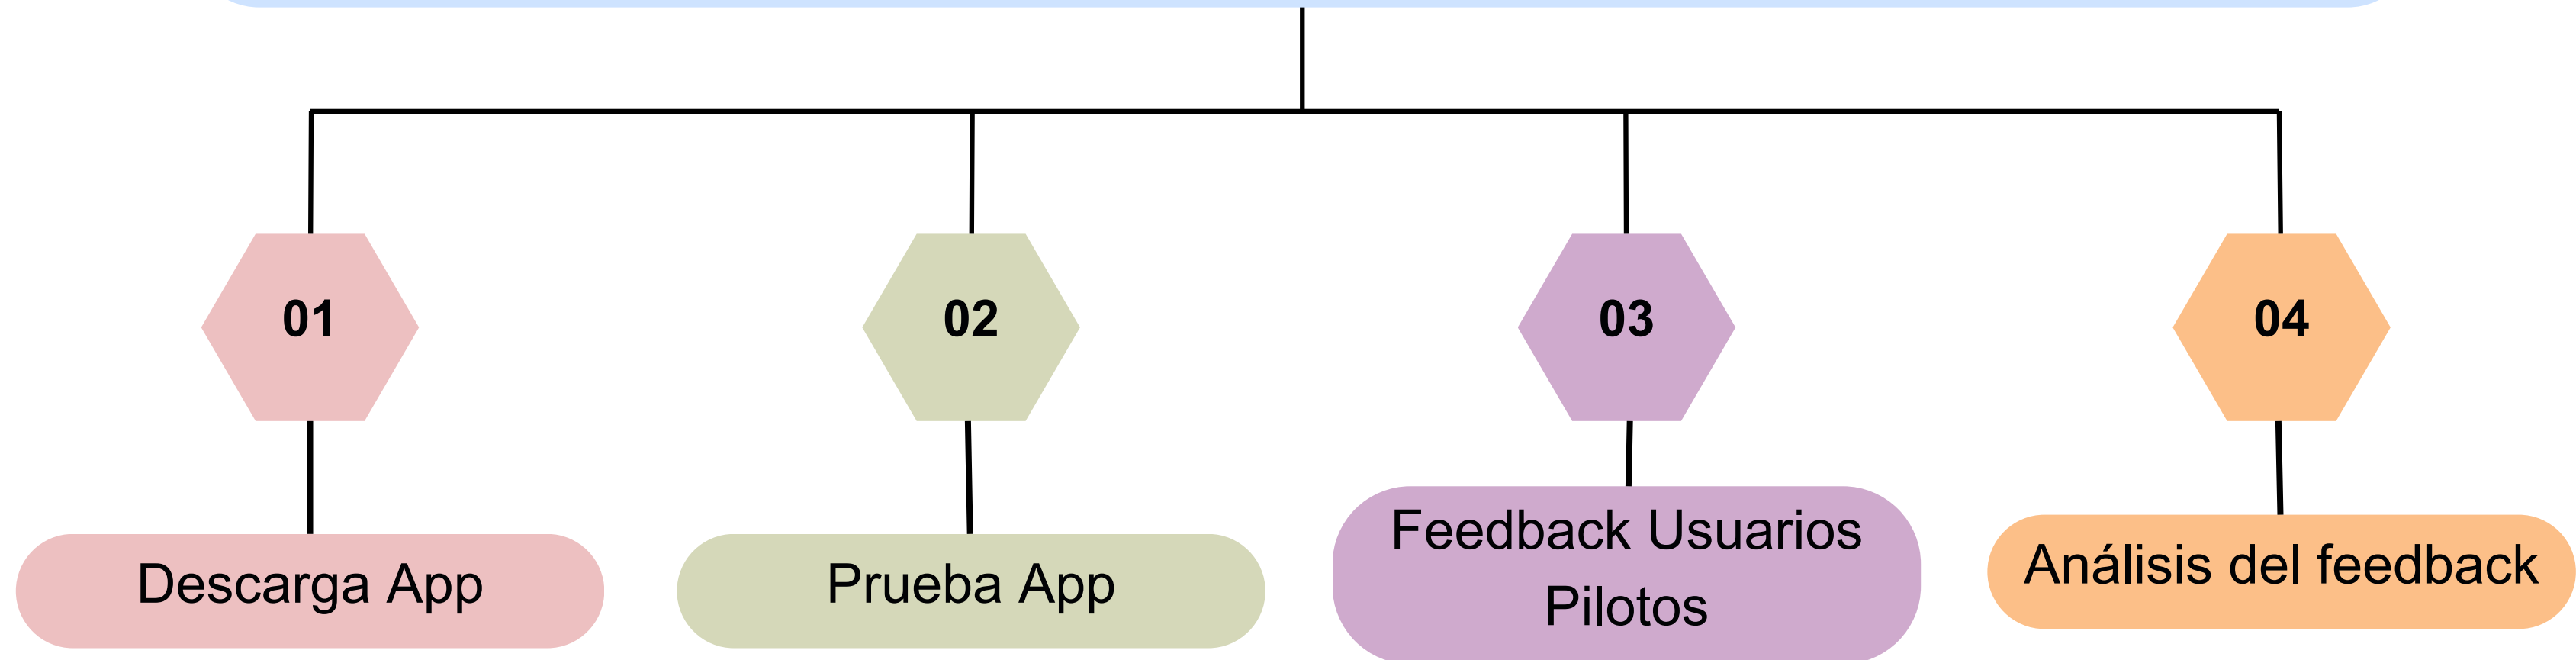 01
02
03
04
Descarga App
Prueba App
Feedback Usuarios
Pilotos
Análisis del feedback